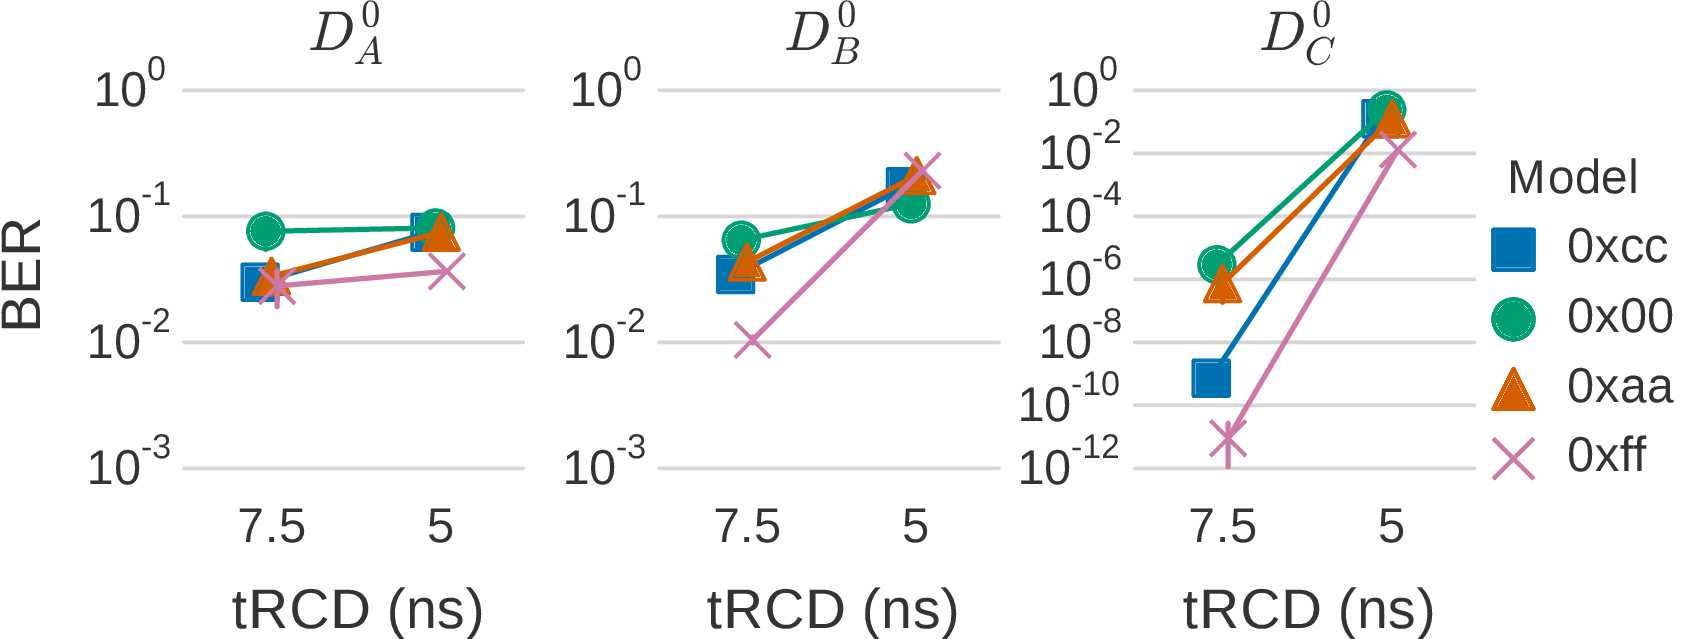 D_A^0 D_B^0 D_C^0
BER
10^0
10^-1
10^-2
10^-3
7.5 5
tRCD (ns)
10^0
10^-1
10^-2
10^-3
7.5 5
tRCD (ns)
10^0
10^-2
10^-4
10^-6
10^-8
10^-10
10^-12
7.5 5
tRCD (ns)
Model
0xcc
0x00
0xaa
0xff